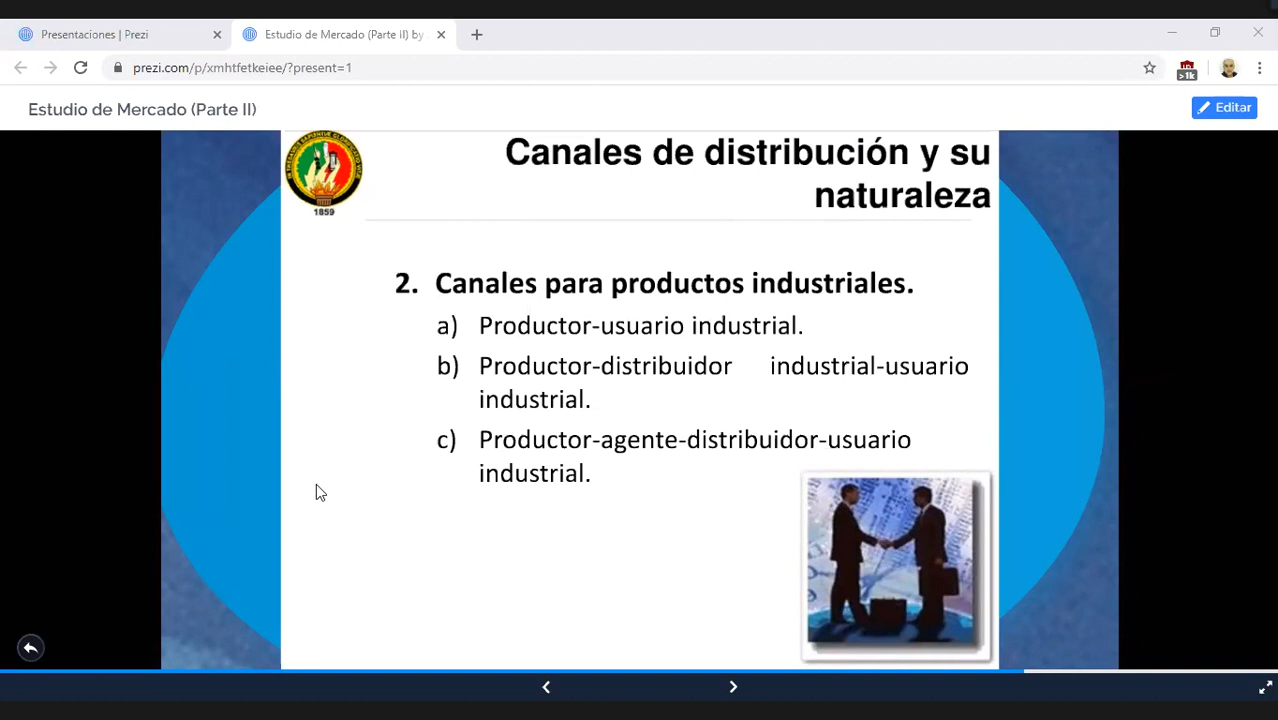 Presentaciones | Prezi
Estudio de Mercado (Parte II) by
prezi.com/p/xmhtfetkeiee/?present=1
>1k
Estudio de Mercado (Parte II)
Editar
Canales de distribución y su
naturaleza
1859
2. Canales para productos industriales.
a) Productor-usuario industrial.
b) Productor-distribuidor industrial-usuario
industrial.
c) Productor-agente-distribuidor-usuario
industrial.